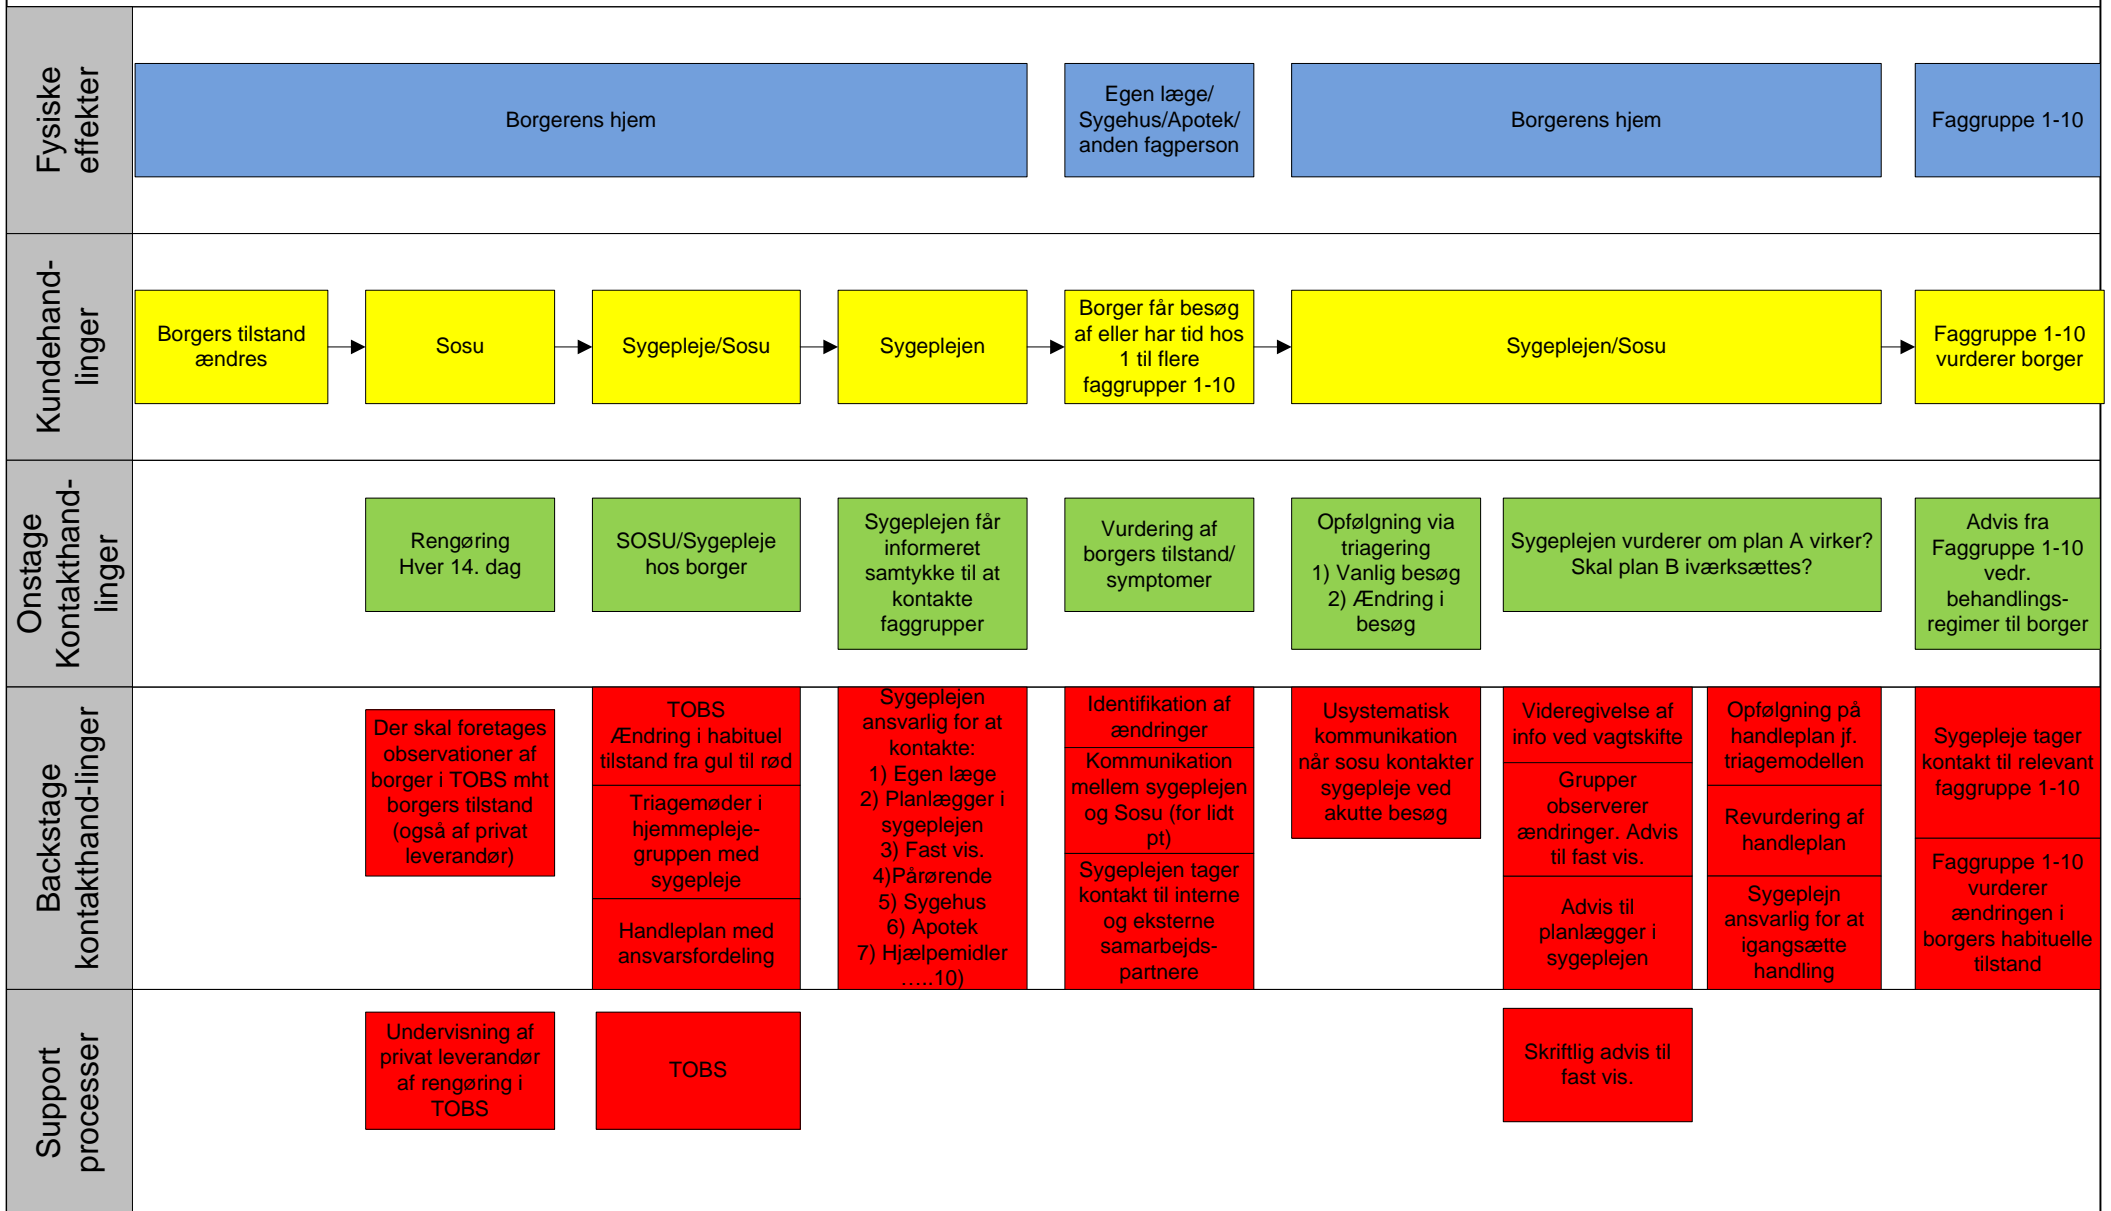 Fysiske
effekter
Borgerens hjem
Egen læge/
Sygehus/Apotek/
anden fagperson
Borgerens hjem
Faggruppe 1-10
Kundehand-
linger
Borgers tilstand
ændres
Sosu
Sygepleje/Sosu
Sygeplejen
Borger får besøg
af eller har tid hos
1 til flere
faggrupper 1-10
Sygeplejen/Sosu
Faggruppe 1-10
vurderer borger
Onstage
Kontakthand-
linger
Rengøring
Hver 14. dag
SOSU/Sygepleje
hos borger
Sygeplejen får
informeret
samtykke til at
kontakte
faggrupper
Vurdering af
borgers tilstand/
symptomer
Opfølgning via
triagering
1) Vanlig besøg
2) Ændring i
besøg
Sygeplejen vurderer om plan A virker?
Skal plan B iværksættes?
Advis fra
Faggruppe 1-10
vedr.
behandlings-
regimer til borger
Backstage
kontakthand-linger
Der skal foretages
observationer af
borger i TOBS mht
borgers tilstand
(også af privat
leverandør)
TOBS
Ændring i habituel
tilstand fra gul til rød
Triagemøder i
hjemmepleje-
gruppen med
sygepleje
Handleplan med
ansvarsfordeling
Sygeplejen
ansvarlig for at
kontakte:
1) Egen læge
2) Planlægger i
sygeplejen
3) Fast vis.
4)Pårørende
5) Sygehus
6) Apotek
7) Hjælpemidler
…..10)
Identifikation af
ændringer
Kommunikation
mellem sygeplejen
og Sosu (for lidt
pt)
Sygeplejen tager
kontakt til interne
og eksterne
samarbejds-
partnere
Usystematisk
kommunikation
når sosu kontakter
sygepleje ved
akutte besøg
Videregivelse af
info ved vagtskifte
Grupper
observerer
ændringer. Advis
til fast vis.
Advis til
planlægger i
sygeplejen
Opfølgning på
handleplan jf.
triagemodellen
Revurdering af
handleplan
Sygeplejn
ansvarlig for at
igangsætte
handling
Sygepleje tager
kontakt til relevant
faggruppe 1-10
Faggruppe 1-10
vurderer
ændringen i
borgers habituelle
tilstand
Support
processer
Undervisning af
privat leverandør
af rengøring i
TOBS
TOBS
Skriftlig advis til
fast vis.